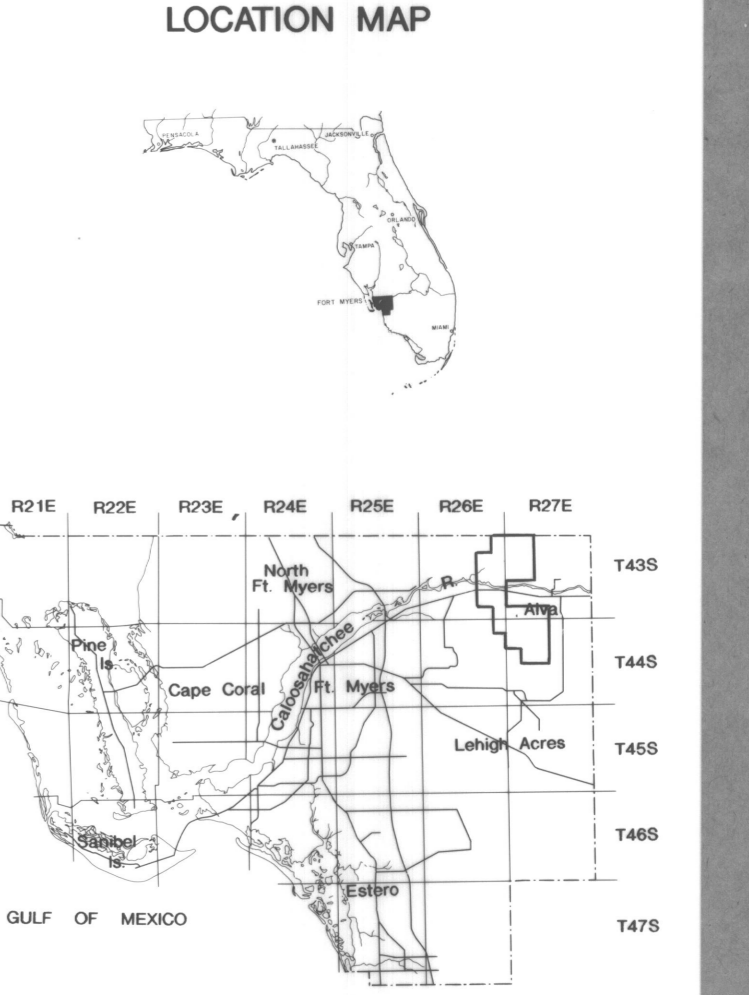 LOCATION MAP
PENSACOLA
JACKSONVILLE
TALLAHASSEE
ORLANDO
TAMPA
FORT MYERS
MIAMI
R21E R22E R23E R24E R25E R26E R27E
T43S
North
Ft. Myers
R.
Alva
Caloosahatchee
Pine
Is.
T44S
Cape Coral
Ft. Myers
Lehigh Acres
T45S
Sanibel
Is.
T46S
Estero
GULF OF MEXICO
T47S